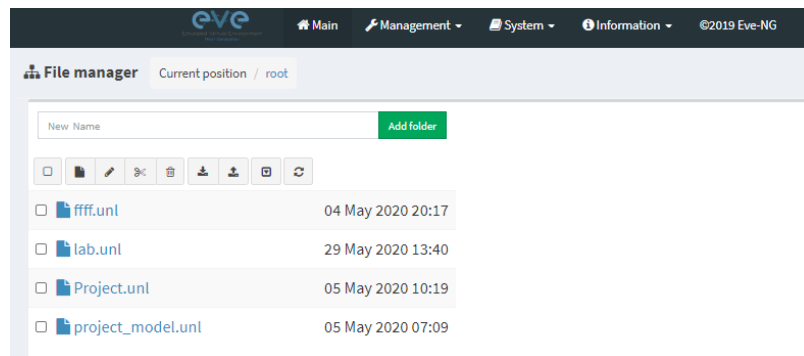 eve
Main Management System Information ©2019 Eve-NG
File manager Current position / root
New Name Add folder
ffff.unl 04 May 2020 20:17
lab.unl 29 May 2020 13:40
Project.unl 05 May 2020 10:19
project_model.unl 05 May 2020 07:09